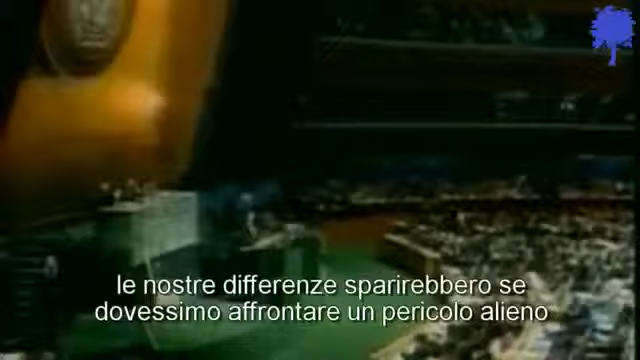 le nostre differenze sparirebbero se
dovessimo affrontare un pericolo alieno